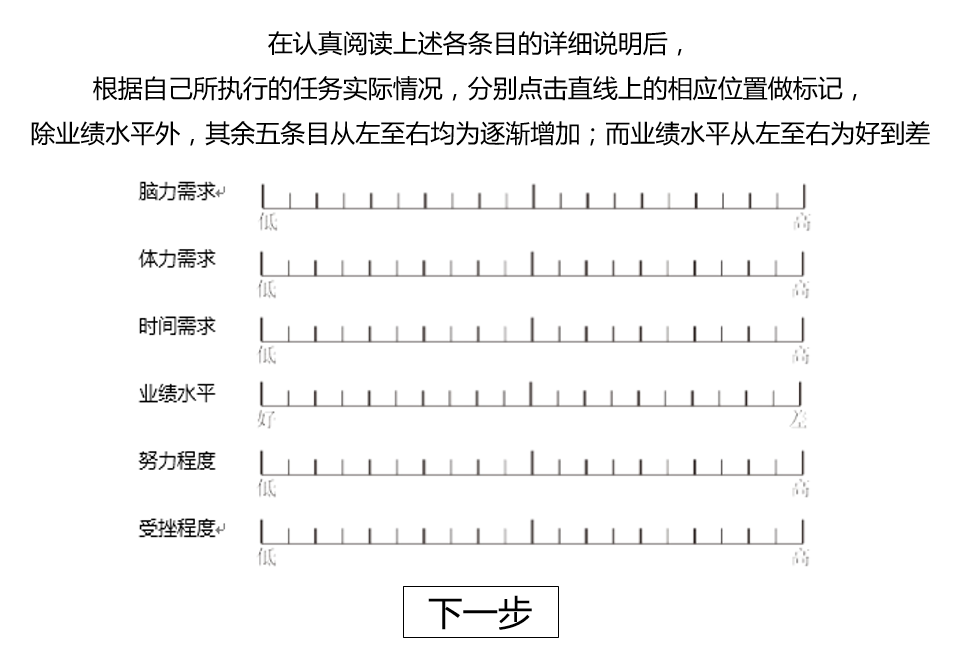 在认真阅读上述各条目的详细说明后，
根据自己所执行的任务实际情况，分别点击直线上的相应位置做标记，
除业绩水平外，其余五条目从左至右均为逐渐增加；而业绩水平从左至右为好到差
脑力需求↵
低 高
体力需求
低 高
时间需求
低 高
业绩水平
好 差
努力程度
低 高
受挫程度↵
低 高
下一步